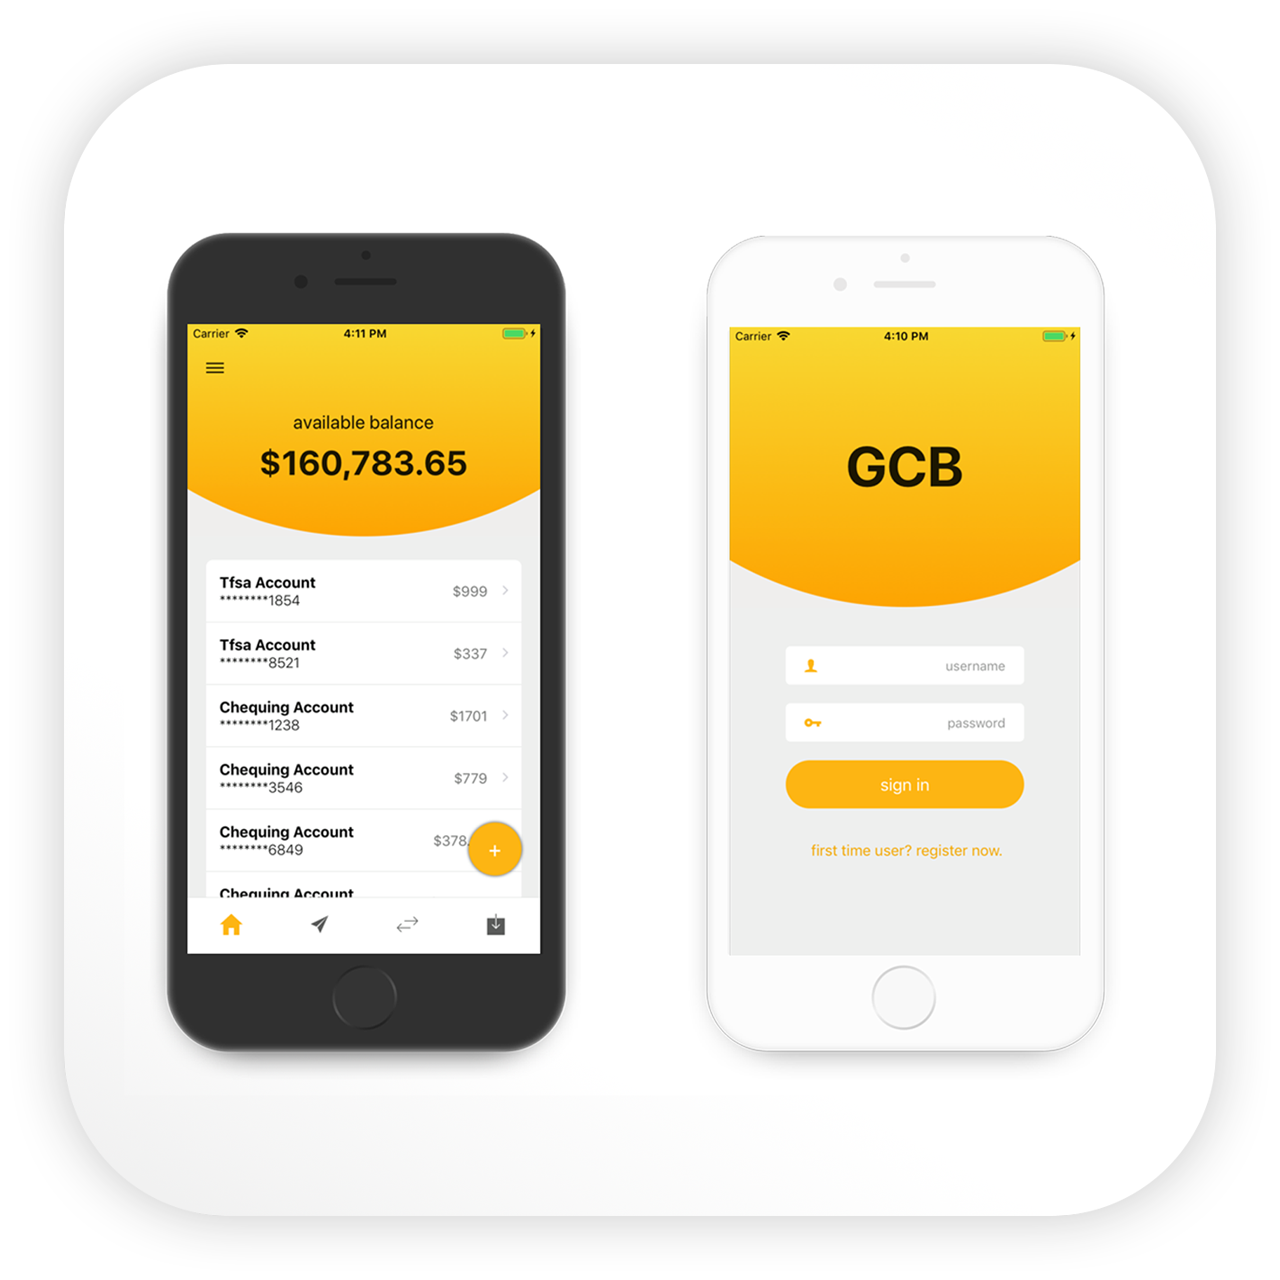 Carrier 4:11 PM
available balance
$160,783.65
Tfsa Account
********1854
$999
Tfsa Account
********8521
$337
Chequing Account
********1238
$1701
Chequing Account
********3546
$779
Chequing Account
********6849
$378.
+
Chequing Account
Carrier 4:10 PM
GCB
username
password
sign in
first time user? register now.